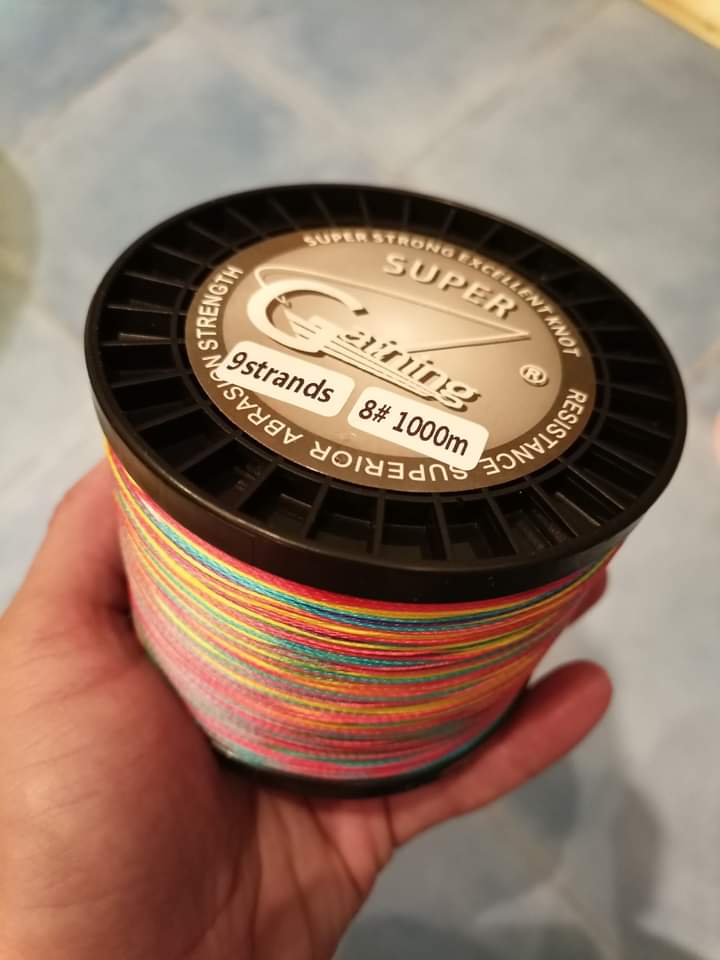 SUPER STRONG EXCELLENT KNOT
SUPER
Gaining
®
9strands
8# 1000m
RESISTANCE SUPERIOR ABRASION STRENGTH